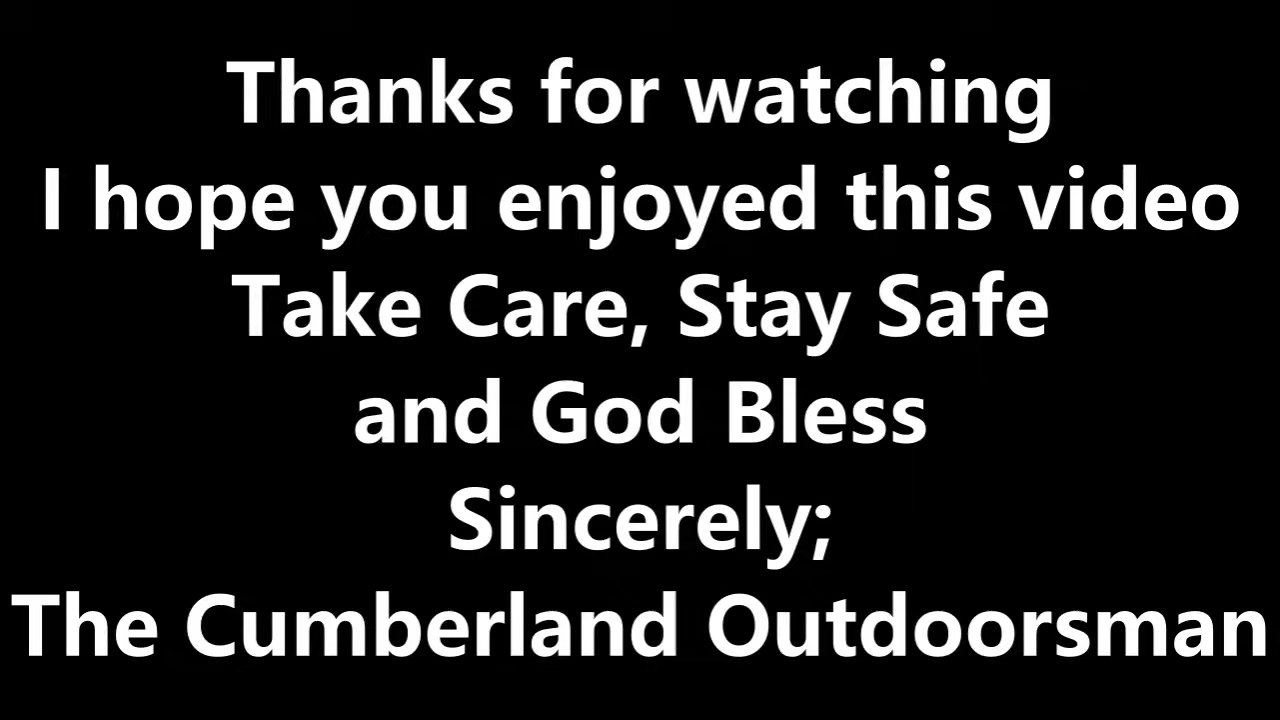 Thanks for watching
I hope you enjoyed this video
Take Care, Stay Safe
and God Bless
Sincerely;
The Cumberland Outdoorsman